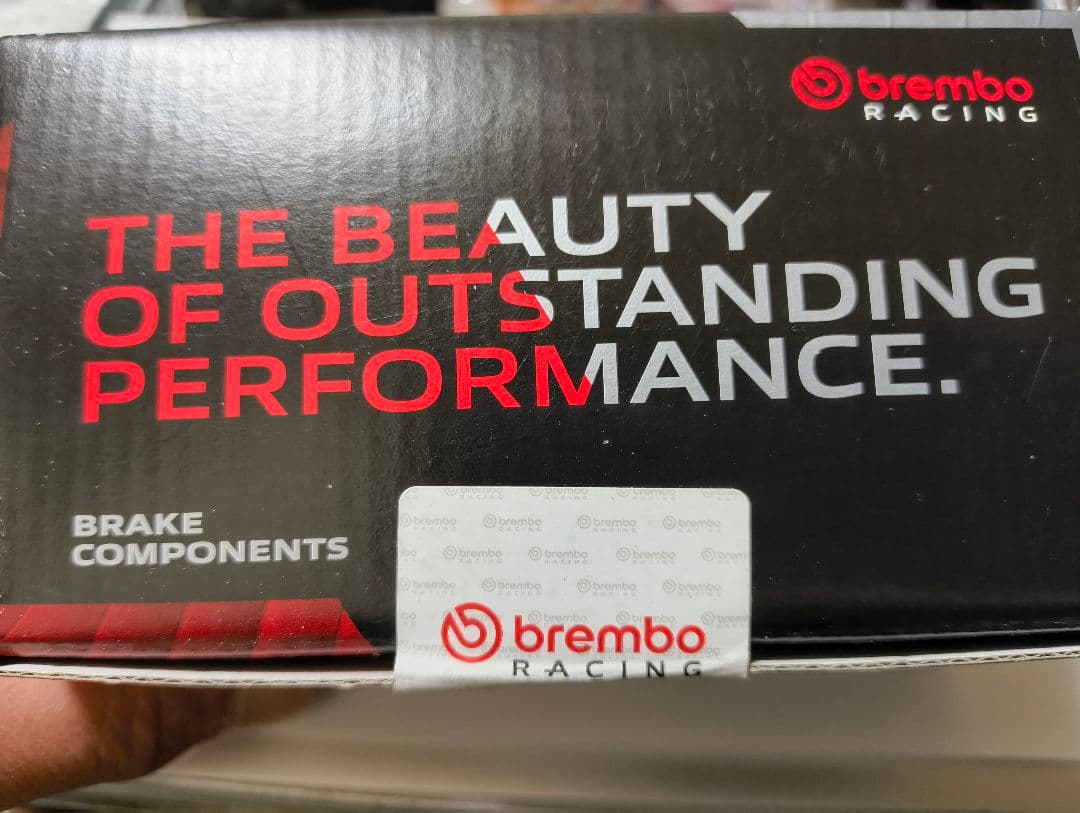 brembo
RACING
THE BEAUTY
OF OUTSTANDING
PERFORMANCE.
BRAKE
COMPONENTS
brembo
RACING